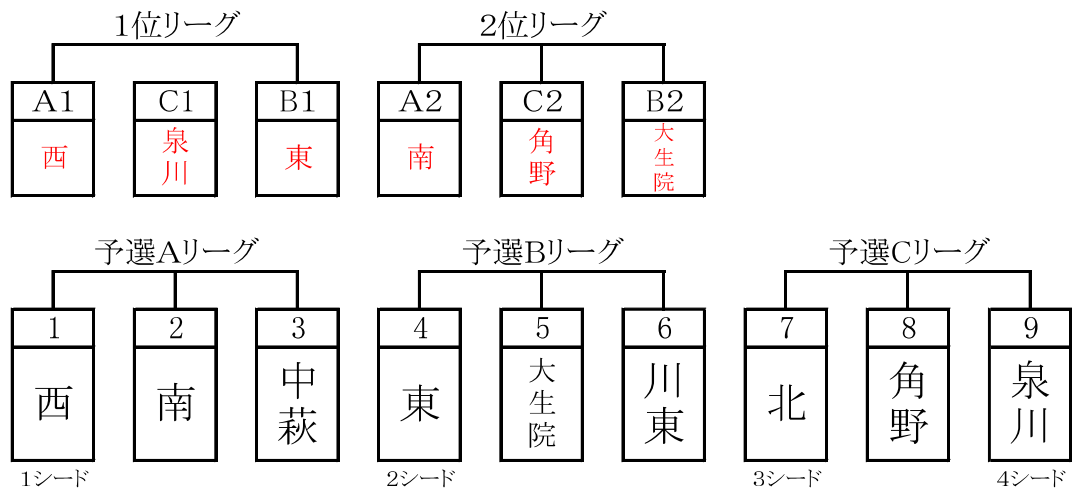 1位リーグ 2位リーグ
A1 C1 B1 A2 C2 B2
西 泉川 東 南 角野 大生院
予選Aリーグ 予選Bリーグ 予選Cリーグ
1 2 3 4 5 6 7 8 9
西 南 中萩 東 大生院 川東 北 角野 泉川
1シード 2シード 3シード 4シード